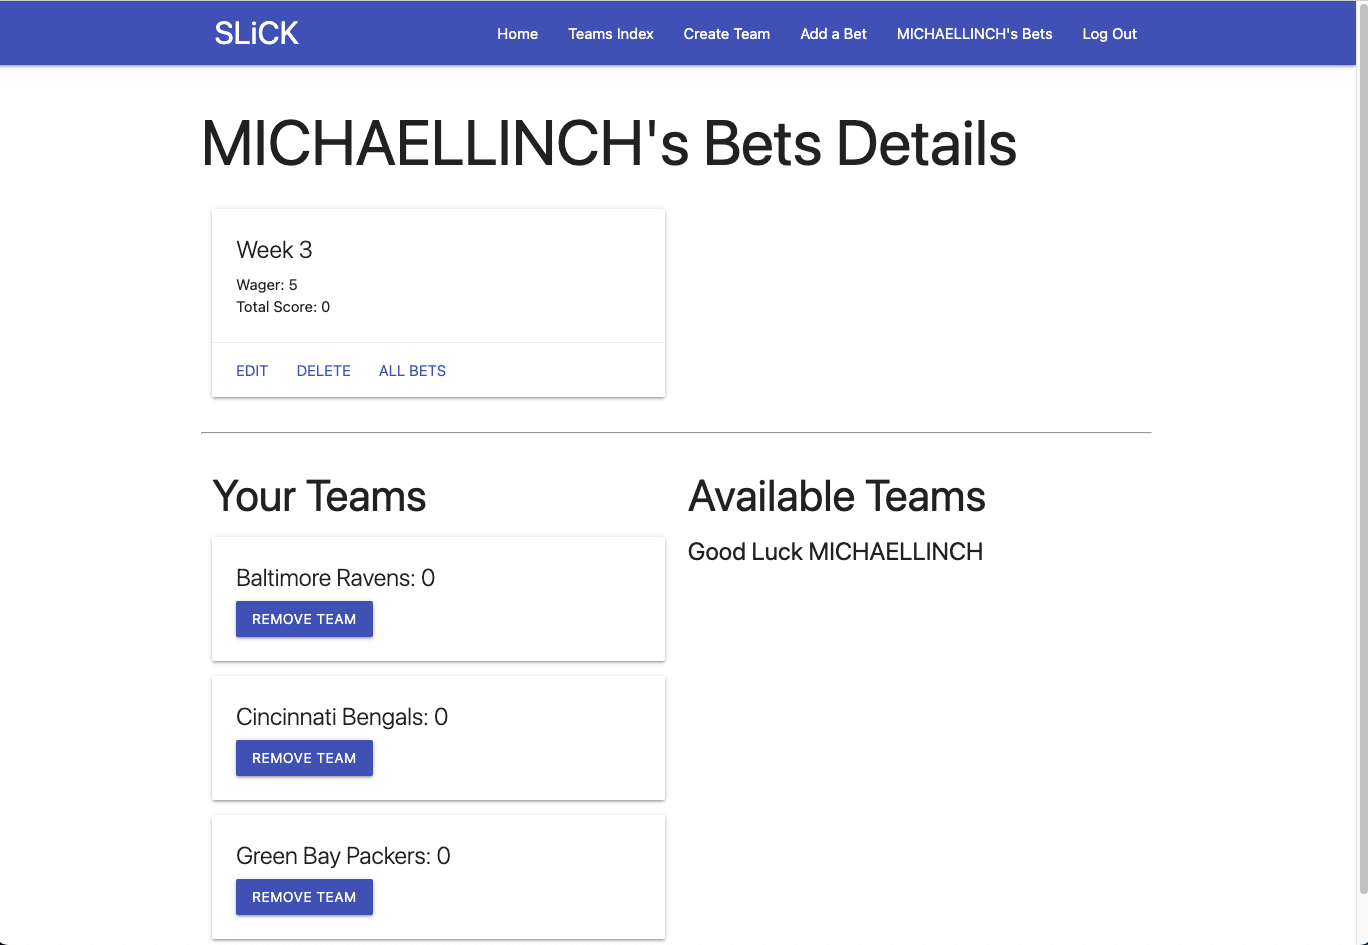 SLiCK
Home Teams Index Create Team Add a Bet MICHAELLINCH's Bets Log Out
MICHAELLINCH's Bets Details
Week 3
Wager: 5
Total Score: 0
EDIT DELETE ALL BETS
Your Teams
Baltimore Ravens: 0
REMOVE TEAM
Cincinnati Bengals: 0
REMOVE TEAM
Green Bay Packers: 0
REMOVE TEAM
Available Teams
Good Luck MICHAELLINCH